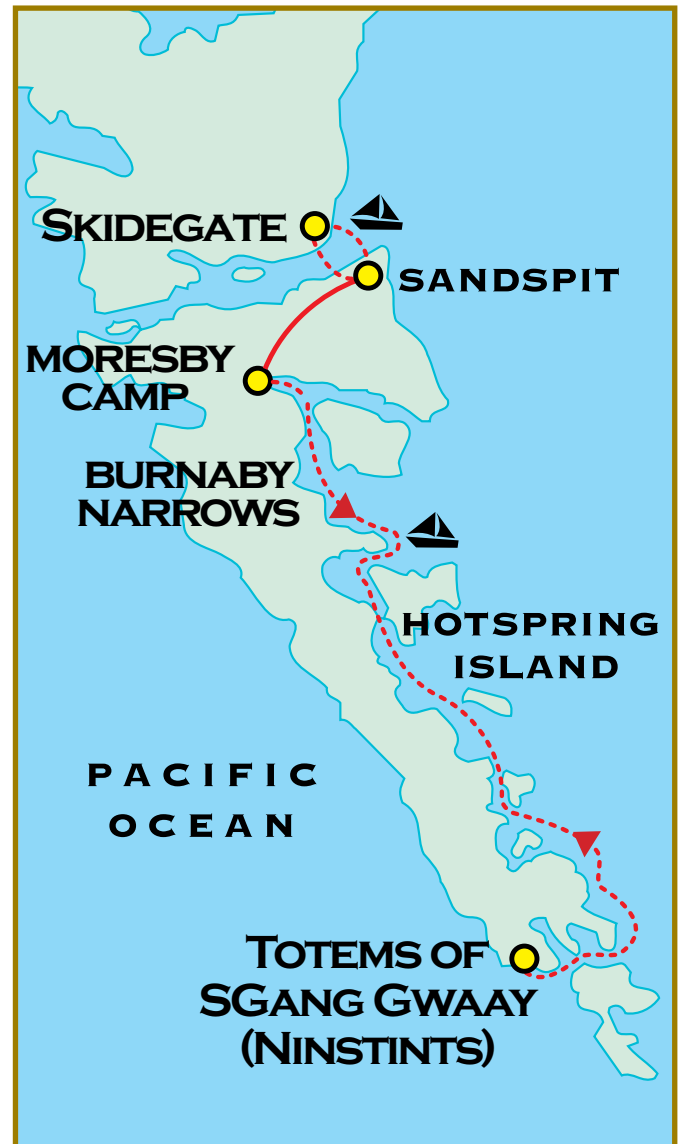 SKIDEGATE
SANDSPIT
MORESBY
CAMP
BURNABY
NARROWS
HOTSPRING
ISLAND
PACIFIC
OCEAN
TOTEMS OF
SGANG GWAAY
(NINSTINTS)